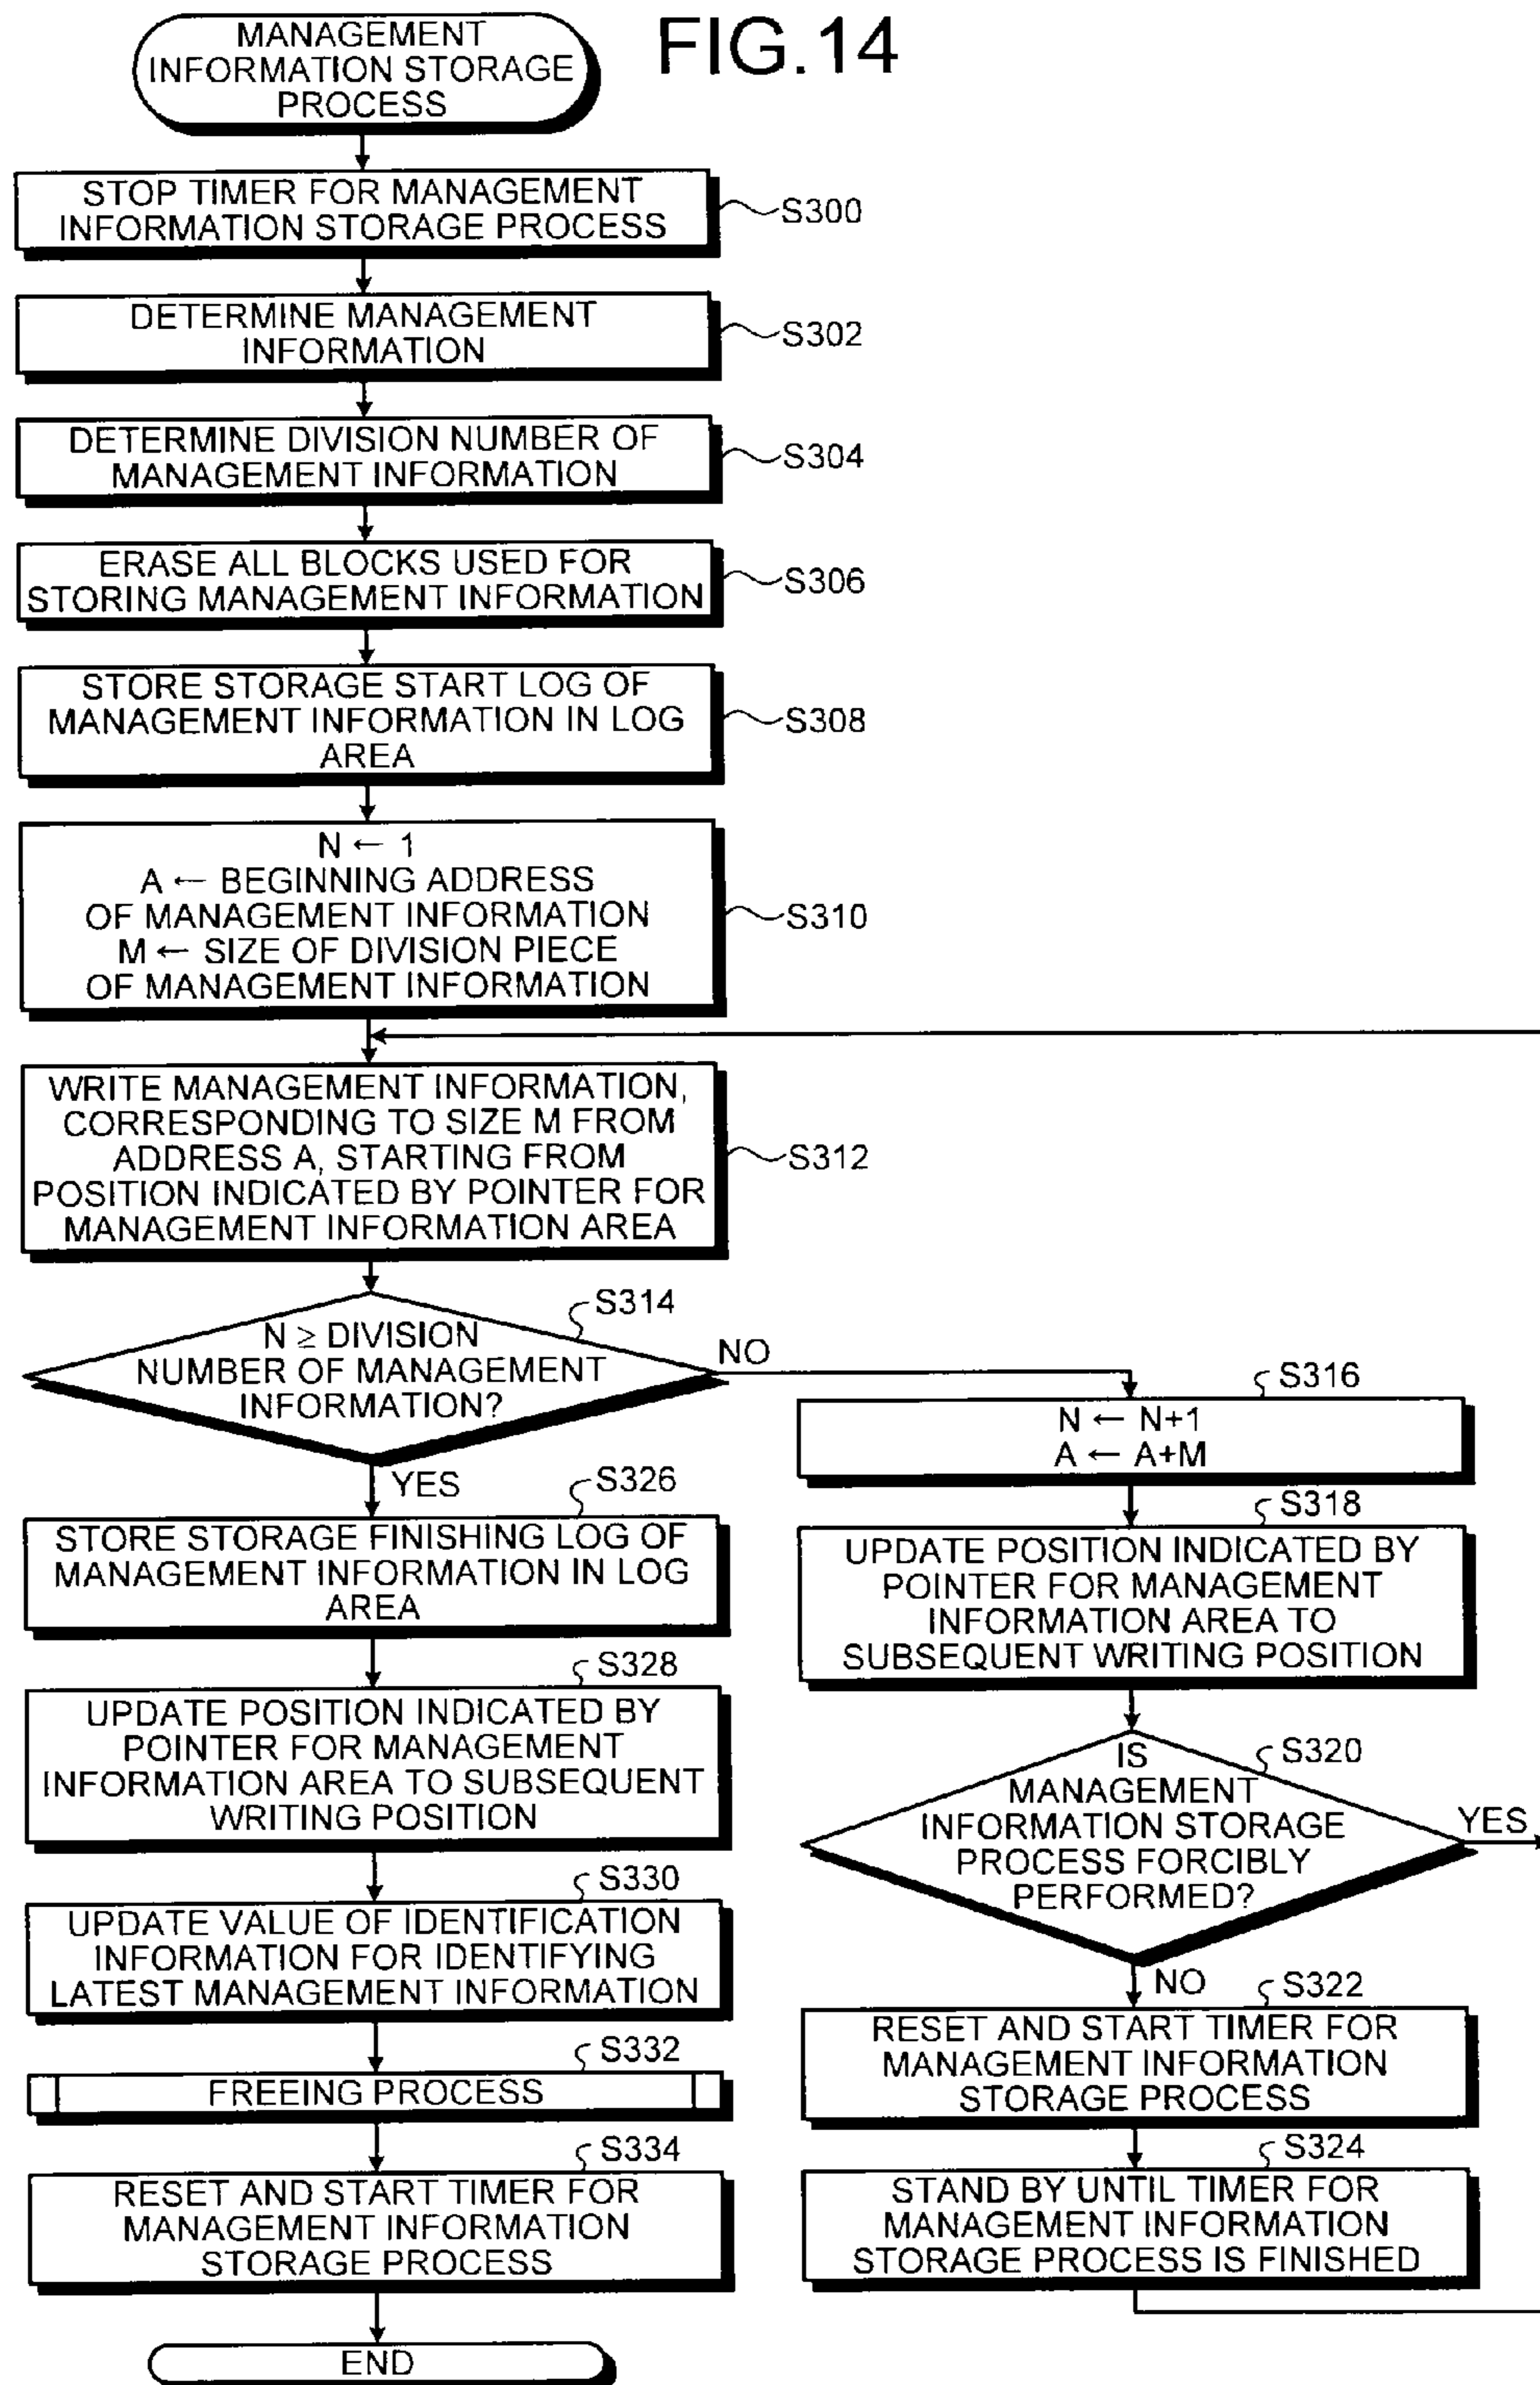 FIG.14
MANAGEMENT
INFORMATION STORAGE
PROCESS
STOP TIMER FOR MANAGEMENT
INFORMATION STORAGE PROCESS
S300
DETERMINE MANAGEMENT
INFORMATION
S302
DETERMINE DIVISION NUMBER OF
MANAGEMENT INFORMATION
S304
ERASE ALL BLOCKS USED FOR
STORING MANAGEMENT INFORMATION
S306
STORE STORAGE START LOG OF
MANAGEMENT INFORMATION IN LOG
AREA
S308
N ← 1
A ← BEGINNING ADDRESS
OF MANAGEMENT INFORMATION
M ← SIZE OF DIVISION PIECE
OF MANAGEMENT INFORMATION
S310
WRITE MANAGEMENT INFORMATION,
CORRESPONDING TO SIZE M FROM
ADDRESS A, STARTING FROM
POSITION INDICATED BY POINTER FOR
MANAGEMENT INFORMATION AREA
S312
S314
N ≥ DIVISION
NUMBER OF MANAGEMENT
INFORMATION?
NO
YES
S316
N ← N+1
A ← A+M
S318
UPDATE POSITION INDICATED BY
POINTER FOR MANAGEMENT
INFORMATION AREA TO
SUBSEQUENT WRITING POSITION
S320
IS
MANAGEMENT
INFORMATION STORAGE
PROCESS FORCIBLY
PERFORMED?
YES
NO
S322
RESET AND START TIMER FOR
MANAGEMENT INFORMATION
STORAGE PROCESS
S324
STAND BY UNTIL TIMER FOR
MANAGEMENT INFORMATION
STORAGE PROCESS IS FINISHED
S326
STORE STORAGE FINISHING LOG OF
MANAGEMENT INFORMATION IN LOG
AREA
S328
UPDATE POSITION INDICATED BY
POINTER FOR MANAGEMENT
INFORMATION AREA TO SUBSEQUENT
WRITING POSITION
S330
UPDATE VALUE OF IDENTIFICATION
INFORMATION FOR IDENTIFYING
LATEST MANAGEMENT INFORMATION
S332
FREEING PROCESS
S334
RESET AND START TIMER FOR
MANAGEMENT INFORMATION
STORAGE PROCESS
END